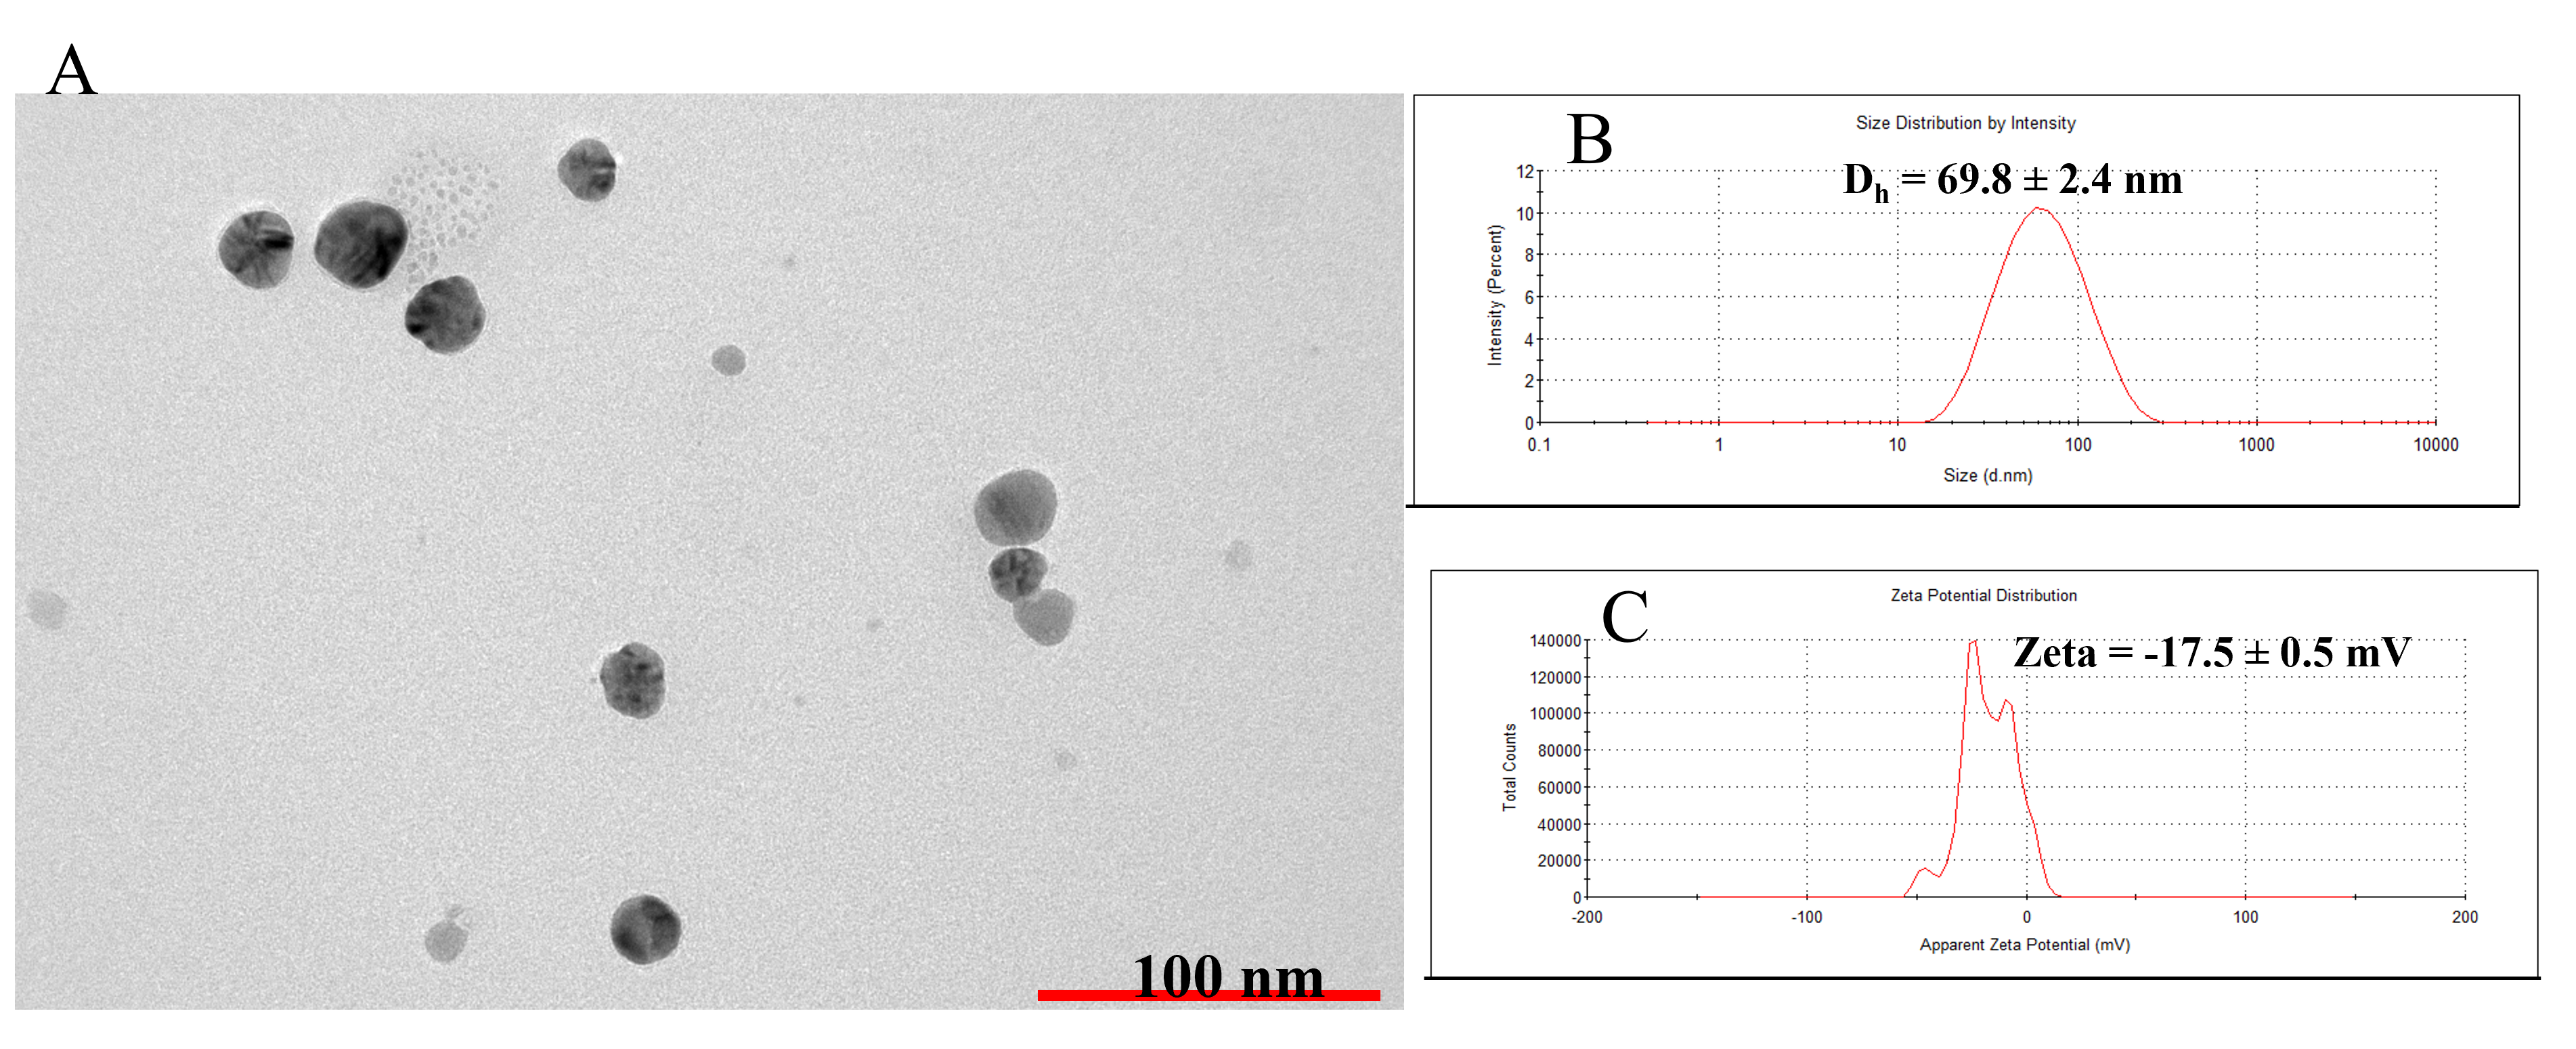 A
100 nm
B
Size Distribution by Intensity
D_h = 69.8 ± 2.4 nm
Intensity (Percent)
12
10
8
6
4
2
0
0.1 1 10 100 1000 10000
Size (d.nm)
C
Zeta Potential Distribution
Zeta = -17.5 ± 0.5 mV
Total Counts
140000
120000
100000
80000
60000
40000
20000
0
-200 -100 0 100 200
Apparent Zeta Potential (mV)